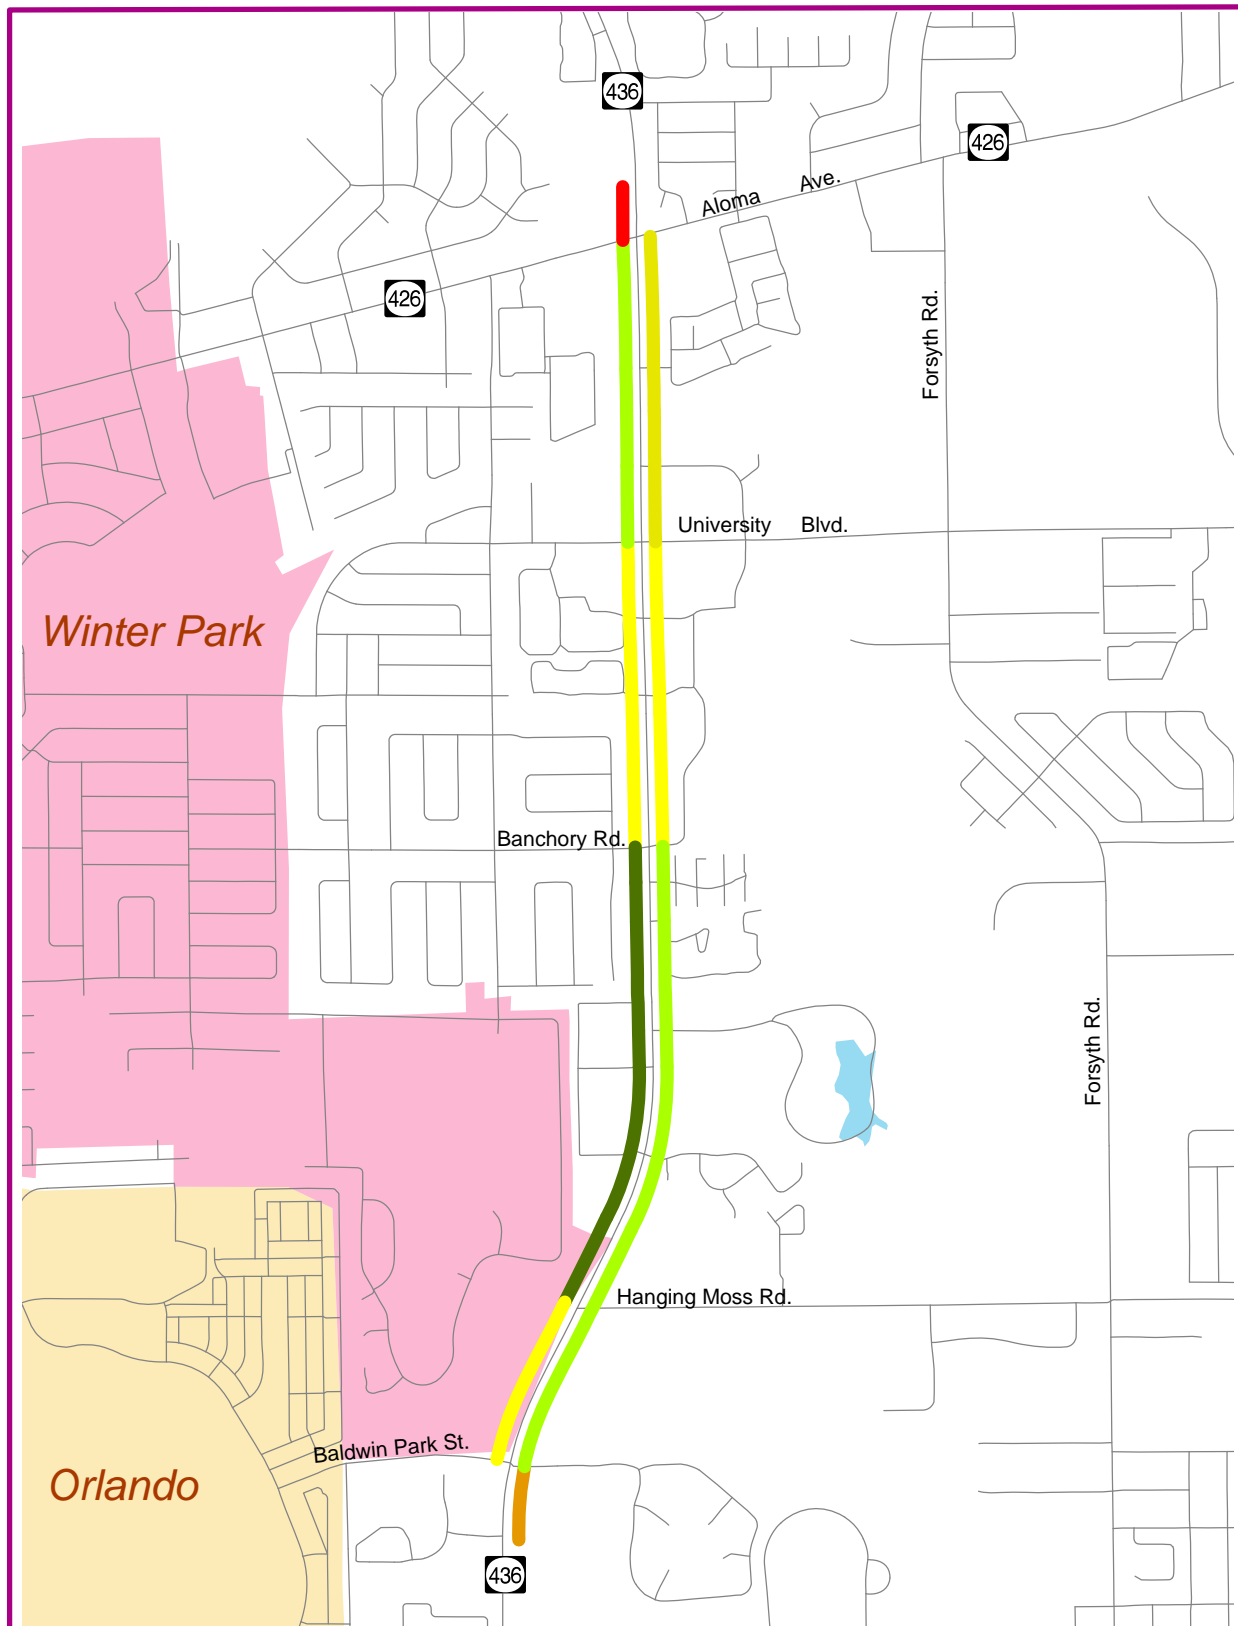 436
426
Aloma Ave.
426
Forsyth Rd.
University Blvd.
Winter Park
Banchory Rd.
Forsyth Rd.
Hanging Moss Rd.
Baldwin Park St.
Orlando
436